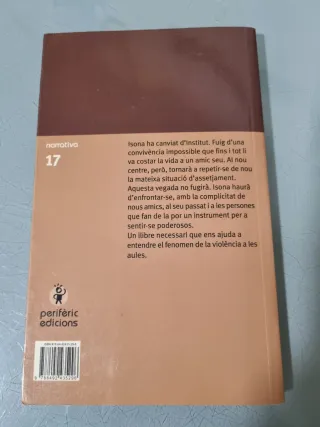 narrativa
17
Isona ha canviat d'institut. Fuig d'una
convivència impossible que fins i tot li
va costar la vida a un amic seu. Al nou
centre, però, tornarà a repetir-se de nou
la mateixa situació d'assetjament.
Aquesta vegada no fugirà. Isona haurà
d'enfrontar-se, amb la complicitat de
nous amics, al seu passat i a les persones
que fan de la por un instrument per a
sentir-se poderosos.
Un llibre necessari que ens ajuda a
entendre el fenomen de la violència a les
aules.
perifèric
edicions